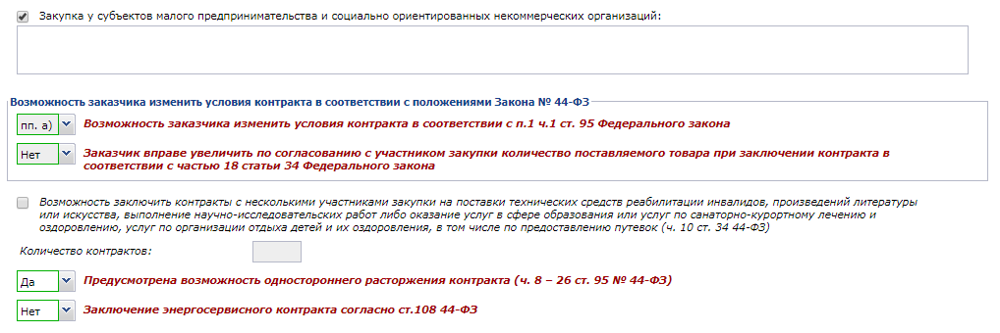 Закупка у субъектов малого предпринимательства и социально ориентированных некоммерческих организаций:
Возможность заказчика изменить условия контракта в соответствии с положениями Закона № 44-ФЗ
пп. а) Возможность заказчика изменить условия контракта в соответствии с п.1 ч.1 ст. 95 Федерального закона
Нет Заказчик вправе увеличить по согласованию с участником закупки количество поставляемого товара при заключении контракта в
соответствии с частью 18 статьи 34 Федерального закона
Возможность заключить контракты с несколькими участниками закупки на поставки технических средств реабилитации инвалидов, произведений литературы
или искусства, выполнение научно-исследовательских работ либо оказание услуг в сфере образования или услуг по санаторно-курортному лечению и
оздоровлению, услуг по организации отдыха детей и их оздоровления, в том числе по предоставлению путевок (ч. 10 ст. 34 44-ФЗ)
Количество контрактов:
Да Предусмотрена возможность одностороннего расторжения контракта (ч. 8 – 26 ст. 95 № 44-ФЗ)
Нет Заключение энергосервисного контракта согласно ст.108 44-ФЗ